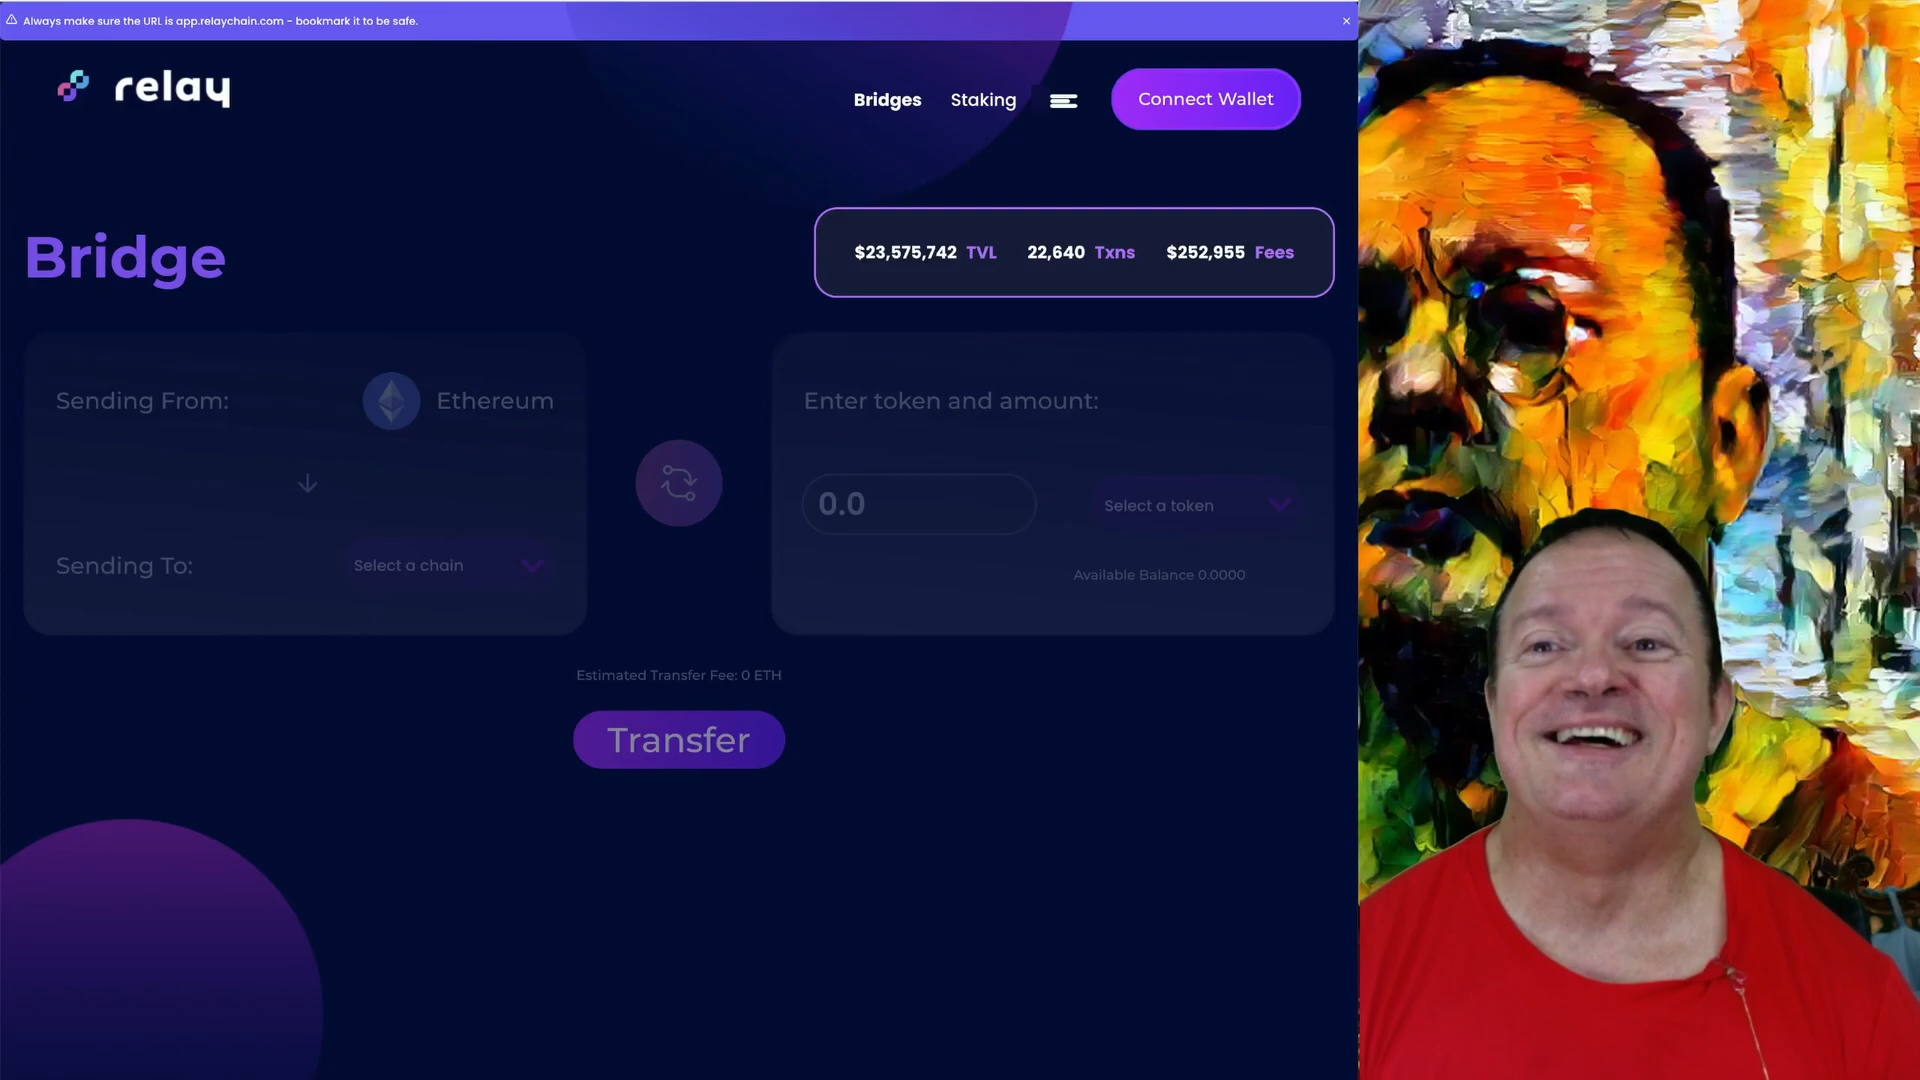 Always make sure the URL is app.relaychain.com - bookmark it to be safe.
relay
Bridges Staking Connect Wallet
Bridge
$23,575,742 TVL 22,640 Txns $252,955 Fees
Sending From: Ethereum
Enter token and amount:
0.0 Select a token
Sending To: Select a chain
Available Balance 0.0000
Estimated Transfer Fee: 0 ETH
Transfer